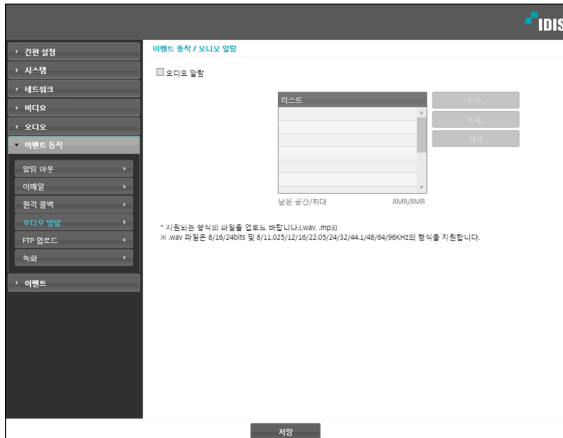 IDIS
간편 설정
시스템
네트워크
비디오
오디오
이벤트 동작
알람 아웃
이메일
원격 콜백
오디오 알람
FTP 업로드
녹화
이벤트
이벤트 동작 / 오디오 알람
오디오 알람
리스트
추가...
삭제...
재생
남은 공간/최대 8MB/8MB
* 지원되는 형식의 파일을 업로드 바랍니다.(.wav, .mp3)
※ .wav 파일은 8/16/24bits 및 8/11.025/12/16/22.05/24/32/44.1/48/64/96KHz의 형식을 지원합니다.
저장